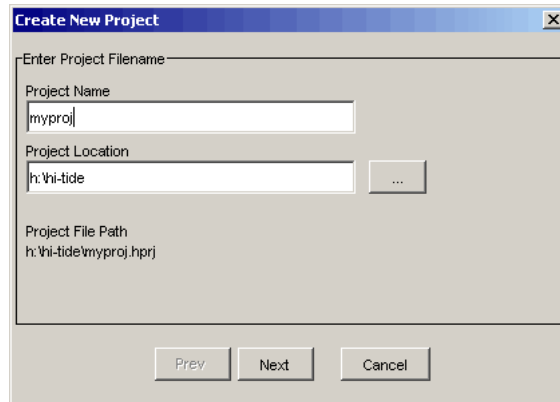 Create New Project
Enter Project Filename
Project Name
myproj
Project Location
h:\hi-tide
...
Project File Path
h:\hi-tide\myproj.hprj
Prev
Next
Cancel